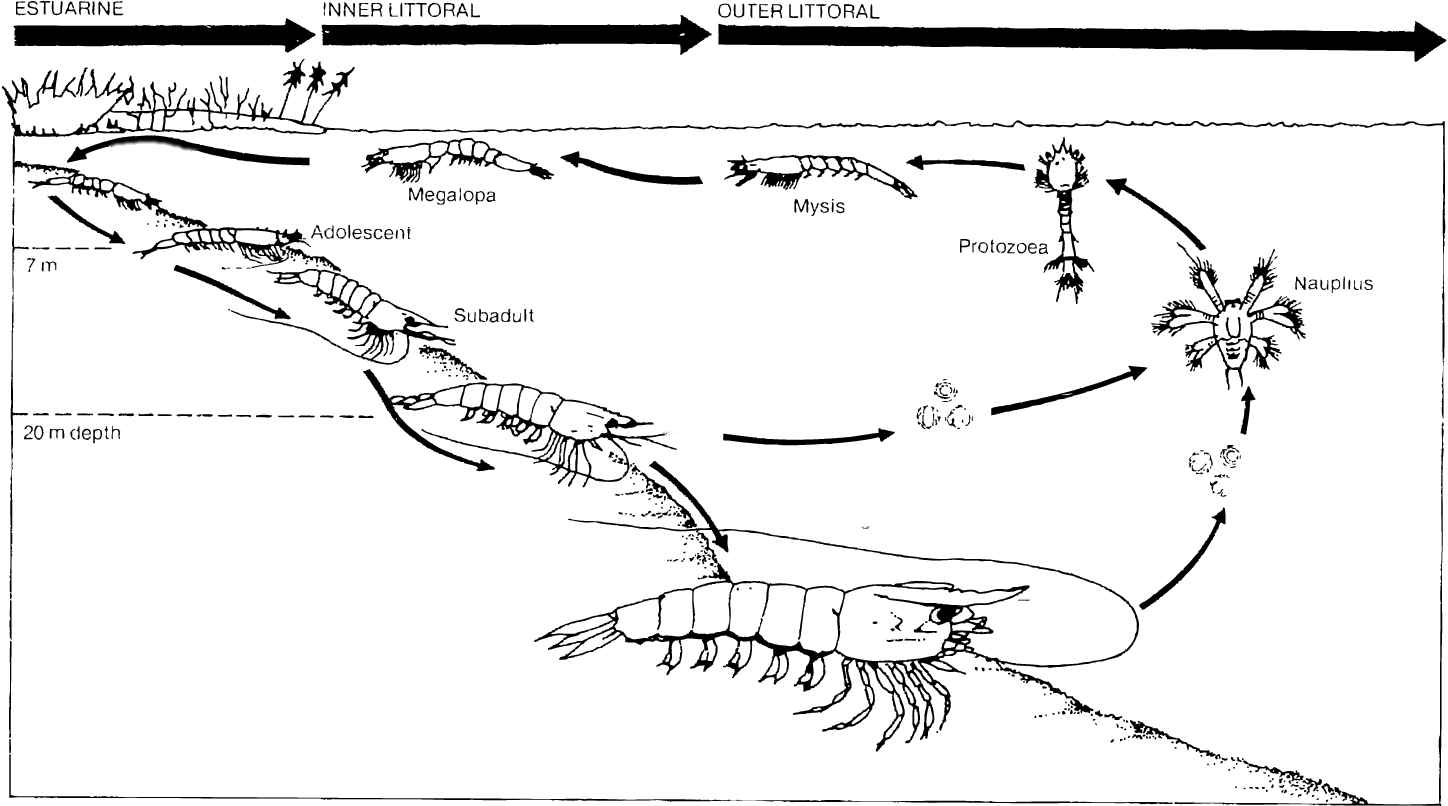 ESTUARINE
INNER LITTORAL
OUTER LITTORAL
Megalopa
Mysis
Adolescent
Protozoea
7 m
Nauplius
Subadult
20 m depth